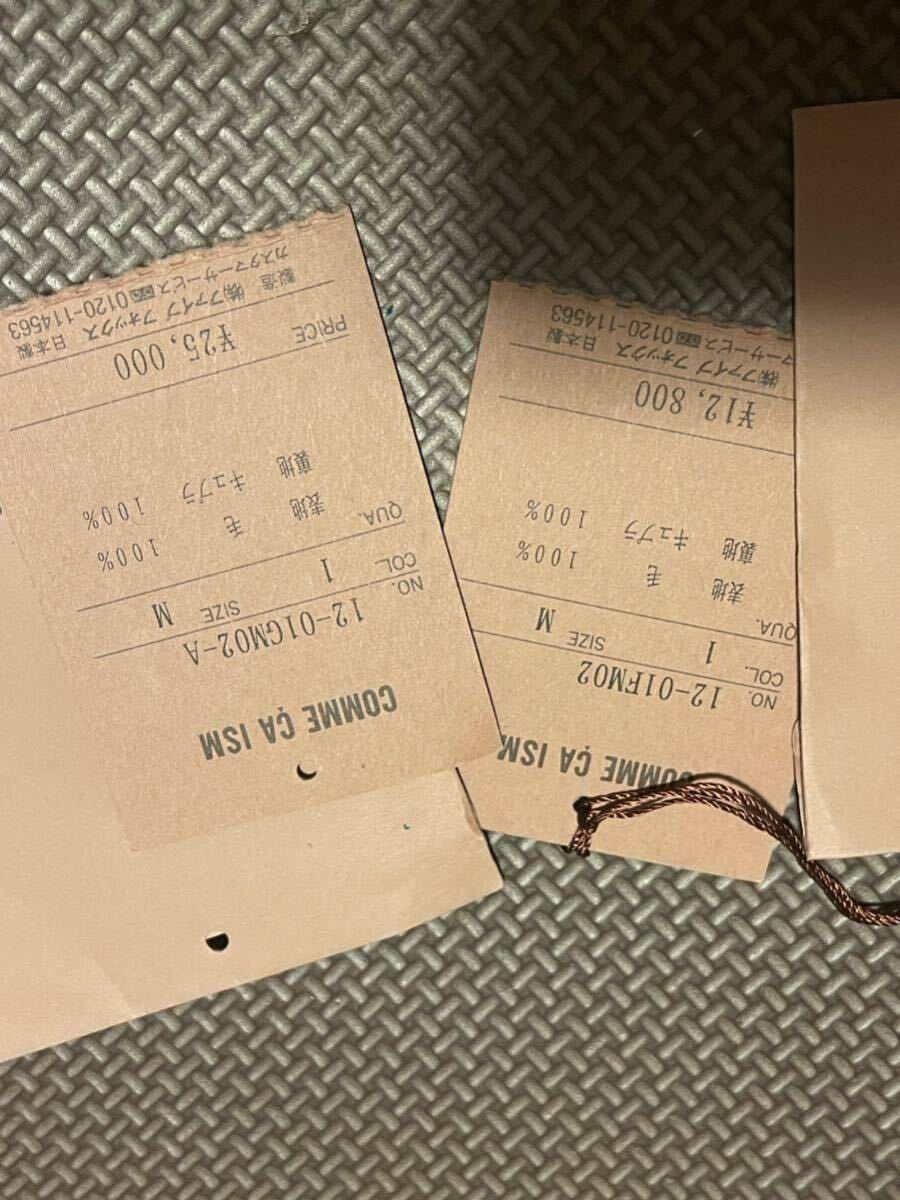 COMME ÇA ISM
NO. 12-01GM02-A
COL. 1 SIZE M
QUA.
表地 毛 100%
裏地 キュプラ 100%
PRICE ¥25,000
製造 ㈱ファイブ フォックス 日本製
カスタマーサービス 0120-114563
COMME ÇA ISM
NO. 12-01FM02
COL. 1 SIZE M
QUA.
表地 毛 100%
裏地 キュプラ 100%
¥12,800
㈱ファイブ フォックス 日本製
マーサービス 0120-114563